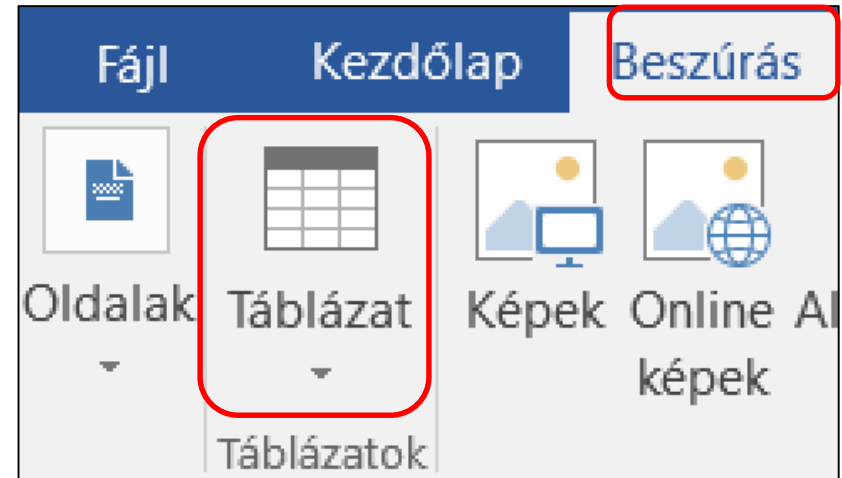 Fájl Kezdőlap Beszúrás
Oldalak Táblázat Képek Online
képek
Táblázatok